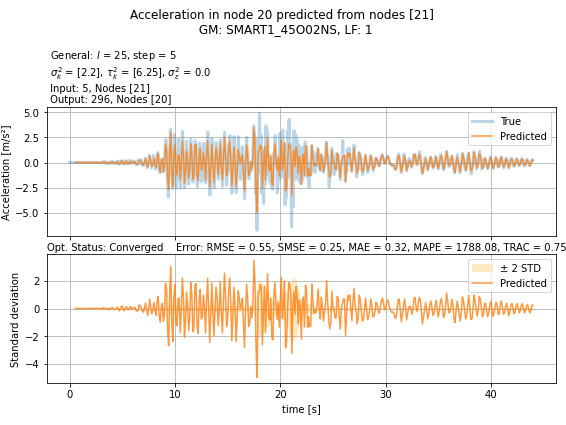 Acceleration in node 20 predicted from nodes [21]
GM: SMART1_45O02NS, LF: 1
General: l = 25, step = 5
σ²ₖ = [2.2], τ²ₖ = [6.25], σ²ε = 0.0
Input: 5, Nodes [21]
Output: 296, Nodes [20]
Acceleration [m/s²]
5.0
2.5
0.0
−2.5
−5.0
True
Predicted
Opt. Status: Converged Error: RMSE = 0.55, SMSE = 0.25, MAE = 0.32, MAPE = 1788.08, TRAC = 0.75
Standard deviation
2
0
−2
−4
± 2 STD
Predicted
0 10 20 30 40
time [s]